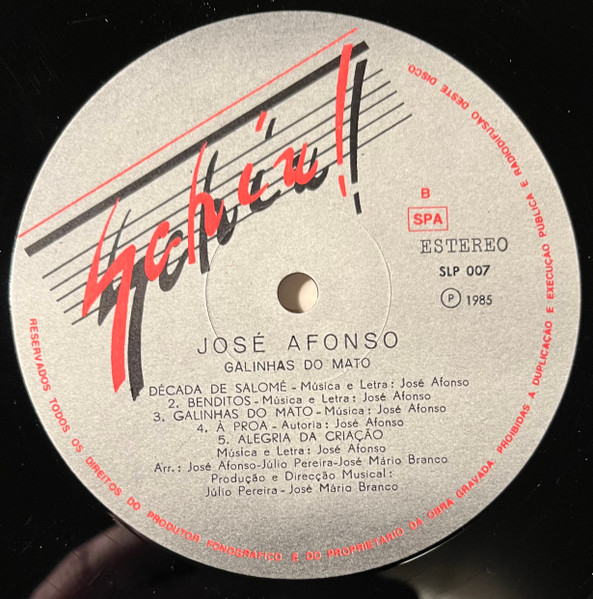 Schiu!!
B
SPA
ESTEREO
SLP 007
Ⓟ 1985
JOSÉ AFONSO
GALINHAS DO MATO
DÉCADA DE SALOMÉ - Música e Letra: José Afonso
2. BENDITOS - Música e Letra: José Afonso
3. GALINHAS DO MATO - Música: José Afonso
4. À PROA - Autoria: José Afonso
5. ALEGRIA DA CRIAÇÃO
Música e Letra: José Afonso
Arr.: José Afonso-Júlio Pereira-José Mário Branco
Produção e Direcção Musical:
Júlio Pereira - José Mário Branco
RESERVADOS TODOS OS DIREITOS DO PRODUTOR FONOGRÁFICO E DO PROPRIETÁRIO DA OBRA GRAVADA. PROIBIDAS A DUPLICAÇÃO E EXECUÇÃO PÚBLICA E RADIODIFUSÃO DESTE DISCO.